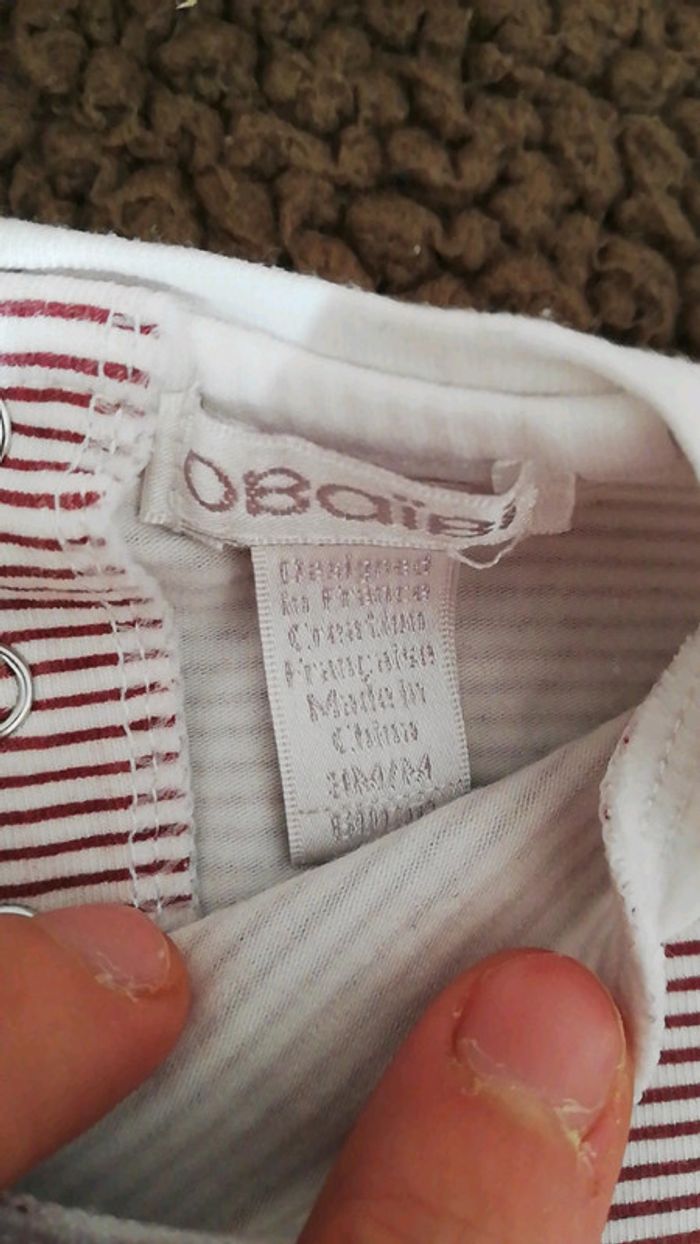 OBaïbi
Designed
in France
Création
Française
Made in
China